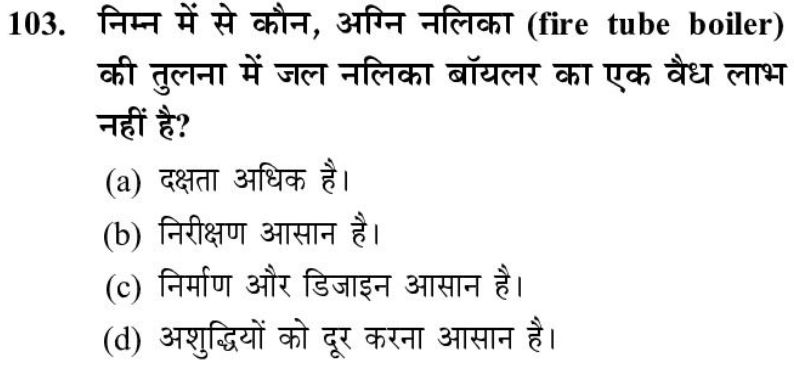 103. निम्न में से कौन, अग्नि नलिका (fire tube boiler)
की तुलना में जल नलिका बॉयलर का एक वैध लाभ
नहीं है?
(a) दक्षता अधिक है।
(b) निरीक्षण आसान है।
(c) निर्माण और डिजाइन आसान है।
(d) अशुद्धियों को दूर करना आसान है।